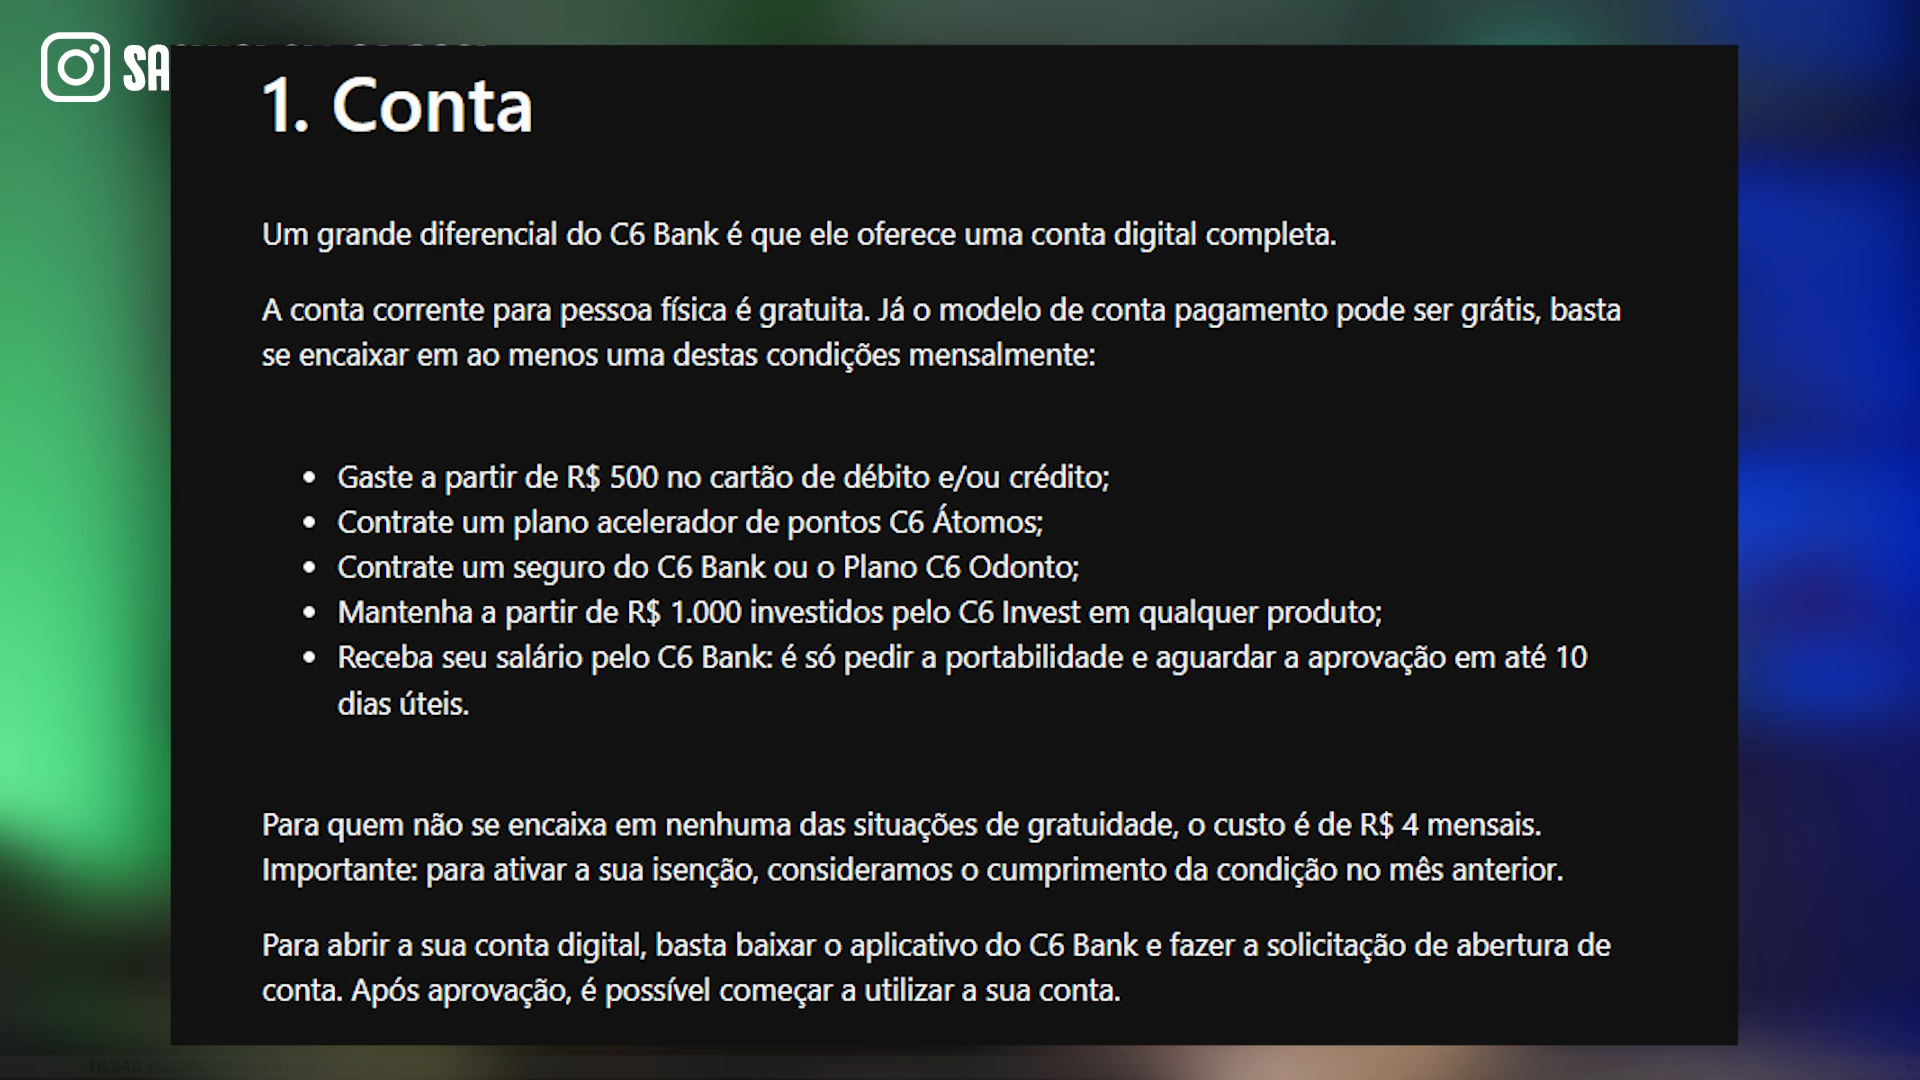 SA
1. Conta
Um grande diferencial do C6 Bank é que ele oferece uma conta digital completa.
A conta corrente para pessoa física é gratuita. Já o modelo de conta pagamento pode ser grátis, basta
se encaixar em ao menos uma destas condições mensalmente:
• Gaste a partir de R$ 500 no cartão de débito e/ou crédito;
• Contrate um plano acelerador de pontos C6 Átomos;
• Contrate um seguro do C6 Bank ou o Plano C6 Odonto;
• Mantenha a partir de R$ 1.000 investidos pelo C6 Invest em qualquer produto;
• Receba seu salário pelo C6 Bank: é só pedir a portabilidade e aguardar a aprovação em até 10
dias úteis.
Para quem não se encaixa em nenhuma das situações de gratuidade, o custo é de R$ 4 mensais.
Importante: para ativar a sua isenção, consideramos o cumprimento da condição no mês anterior.
Para abrir a sua conta digital, basta baixar o aplicativo do C6 Bank e fazer a solicitação de abertura de
conta. Após aprovação, é possível começar a utilizar a sua conta.